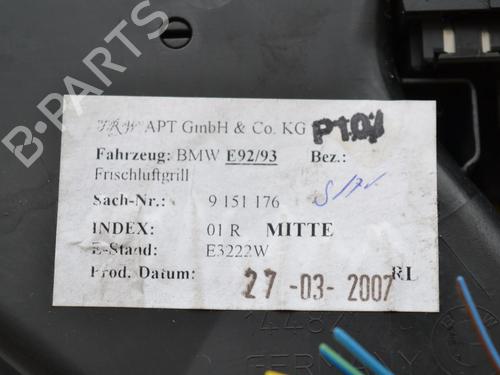 B-PARTS
TRW APT GmbH & Co. KG P107
Fahrzeug: BMW E92/93 Bez.:
Frischluftgrill
Sach-Nr.: 9 151 176
INDEX: 01 R MITTE
E-Stand: E3222W
Prod. Datum: 27-03-2007 RL
GERMANY